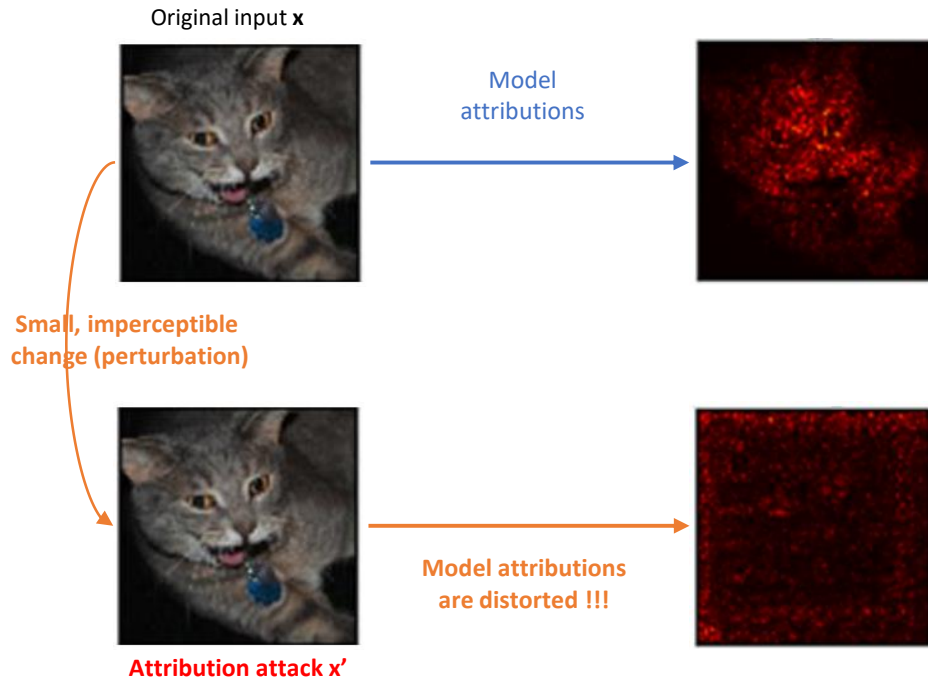 Original input x
Model
attributions
Small, imperceptible
change (perturbation)
Model attributions
are distorted !!!
Attribution attack x’